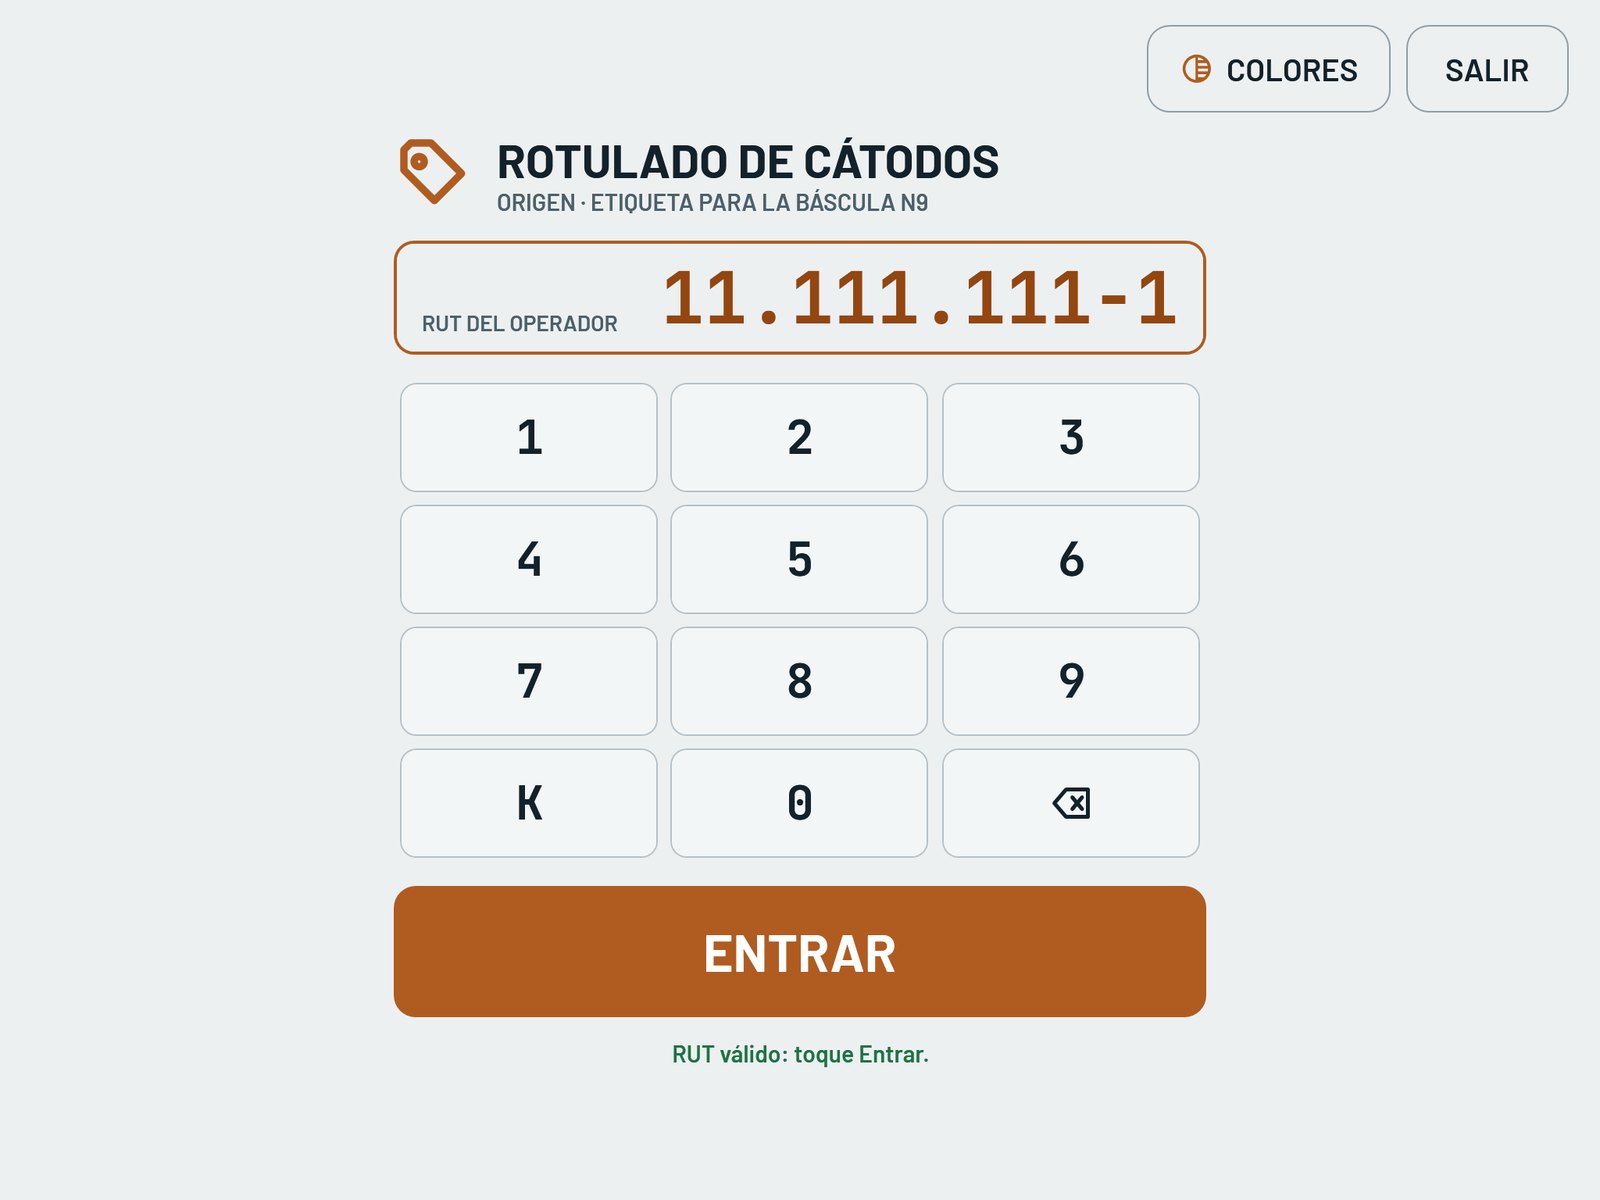 COLORES
SALIR
ROTULADO DE CÁTODOS
ORIGEN · ETIQUETA PARA LA BÁSCULA N9
RUT DEL OPERADOR 11.111.111-1
1 2 3
4 5 6
7 8 9
K 0
ENTRAR
RUT válido: toque Entrar.